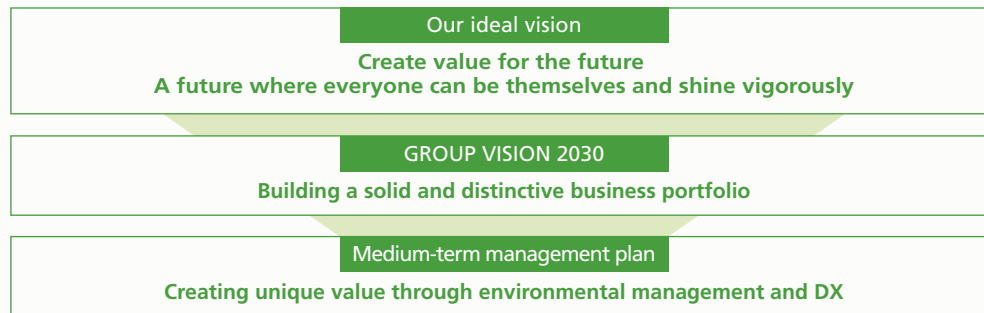 Our ideal vision
Create value for the future
A future where everyone can be themselves and shine vigorously
GROUP VISION 2030
Building a solid and distinctive business portfolio
Medium-term management plan
Creating unique value through environmental management and DX